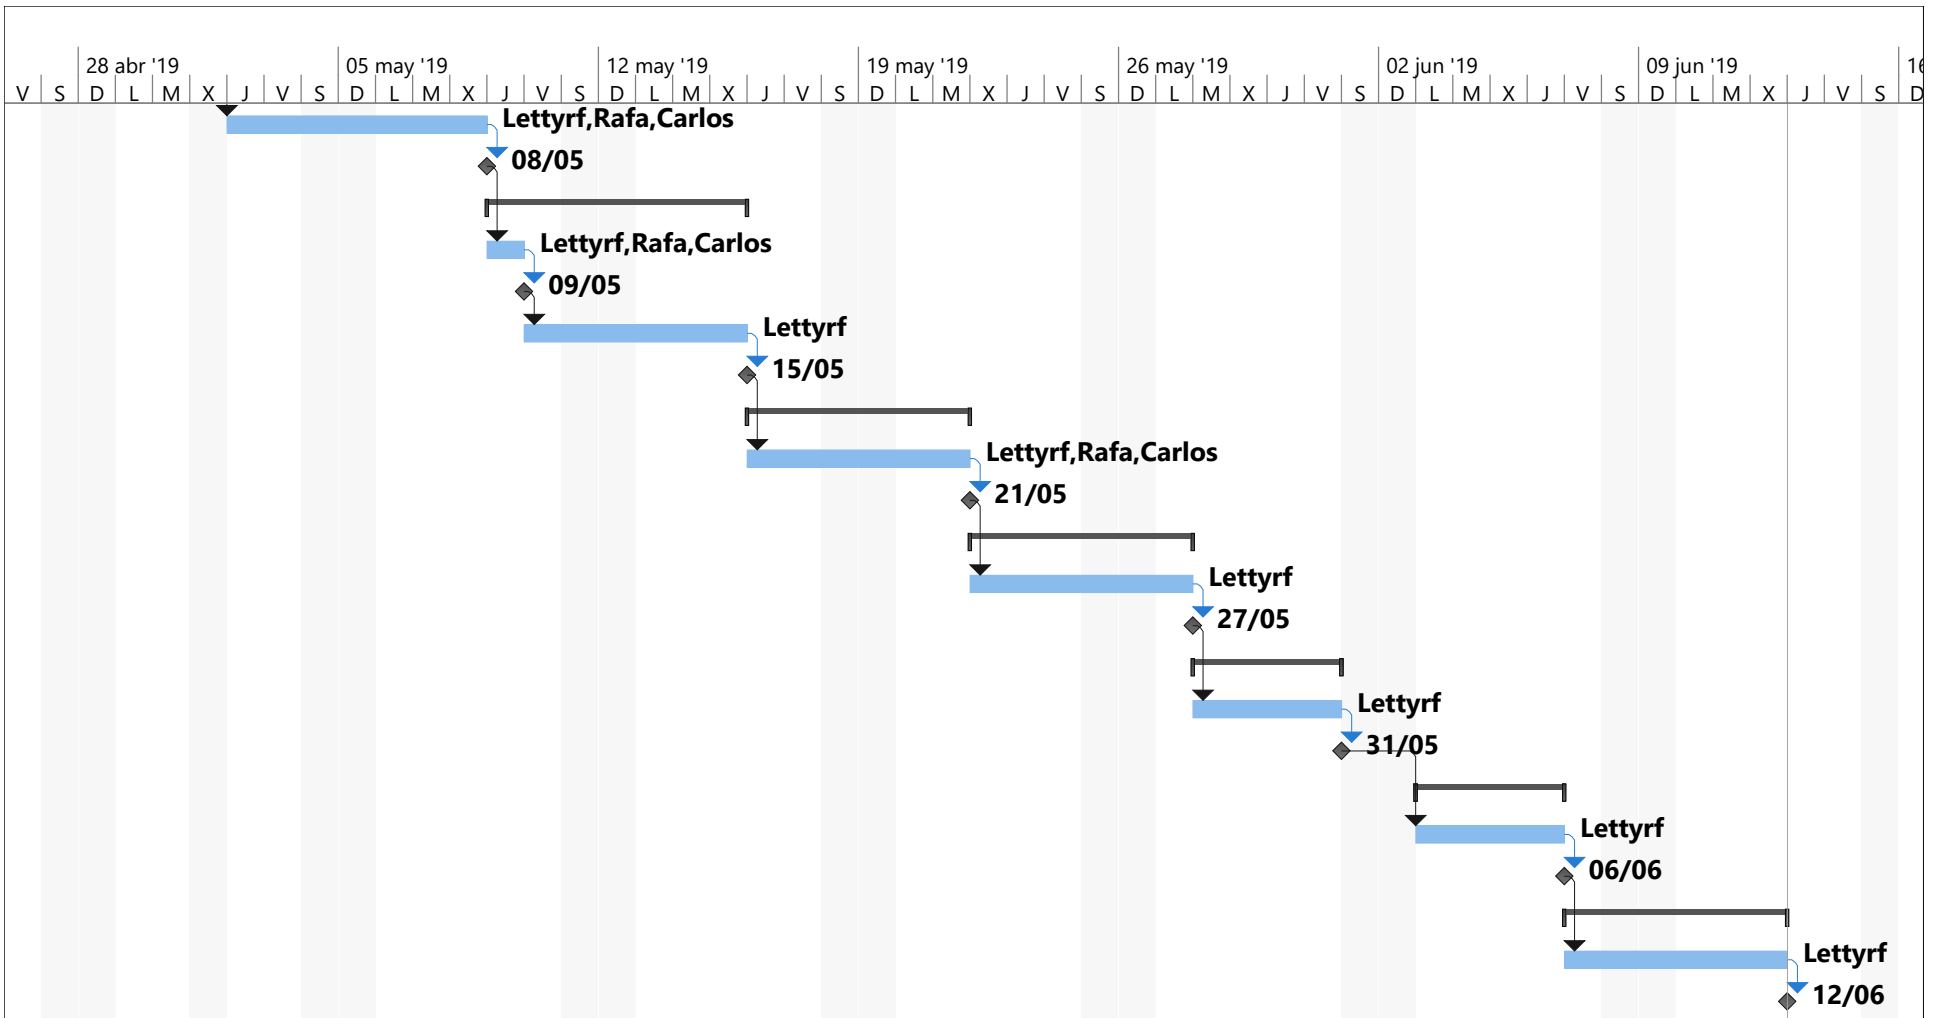 28 abr '19 05 may '19 12 may '19 19 may '19 26 may '19 02 jun '19 09 jun '19 16
V S D L M X J V S D L M X J V S D L M X J V S D L M X J V S D L M X J V S D L M X J V S D L M X J V S D
Lettyrf,Rafa,Carlos
08/05
Lettyrf,Rafa,Carlos
09/05
Lettyrf
15/05
Lettyrf,Rafa,Carlos
21/05
Lettyrf
27/05
Lettyrf
31/05
Lettyrf
06/06
Lettyrf
12/06